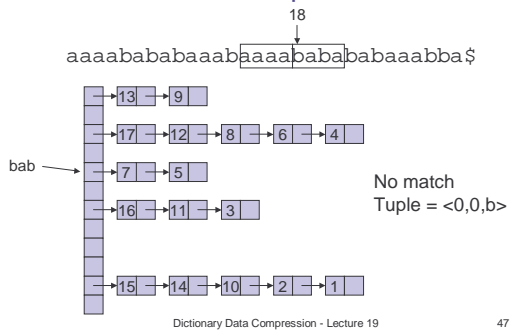 18
aaaabababaaabaaaabababababaaabba$
13 9
17 12 8 6 4
bab 7 5
No match
16 11 3
Tuple = <0,0,b>
15 14 10 2 1
Dictionary Data Compression - Lecture 19 47